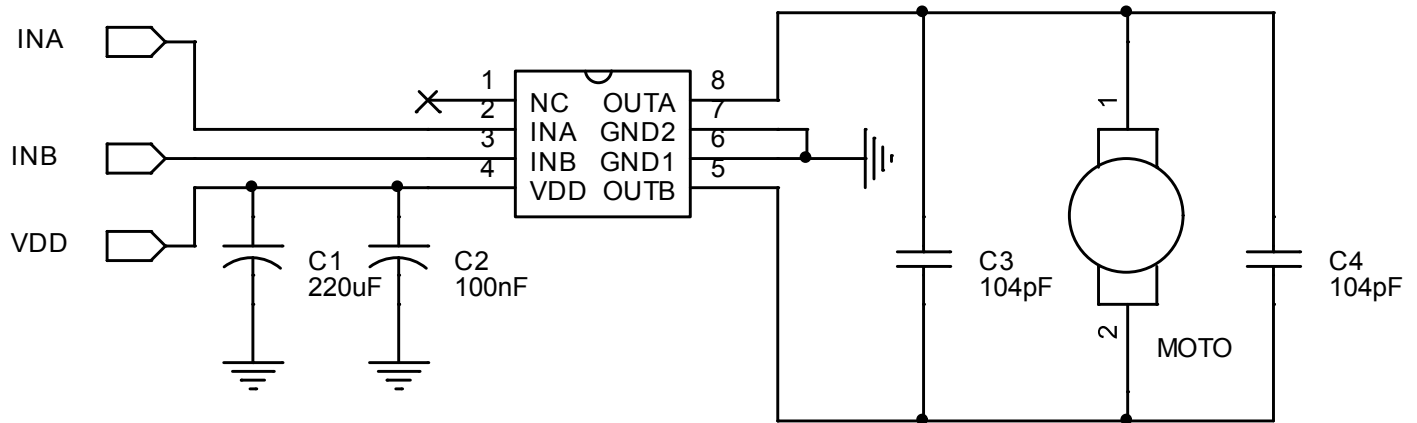 INA
INB
VDD
1
2
3
4
NC OUTA
INA GND2
INB GND1
VDD OUTB
8
7
6
5
C1
220uF
C2
100nF
C3
104pF
1
2
MOTO
C4
104pF